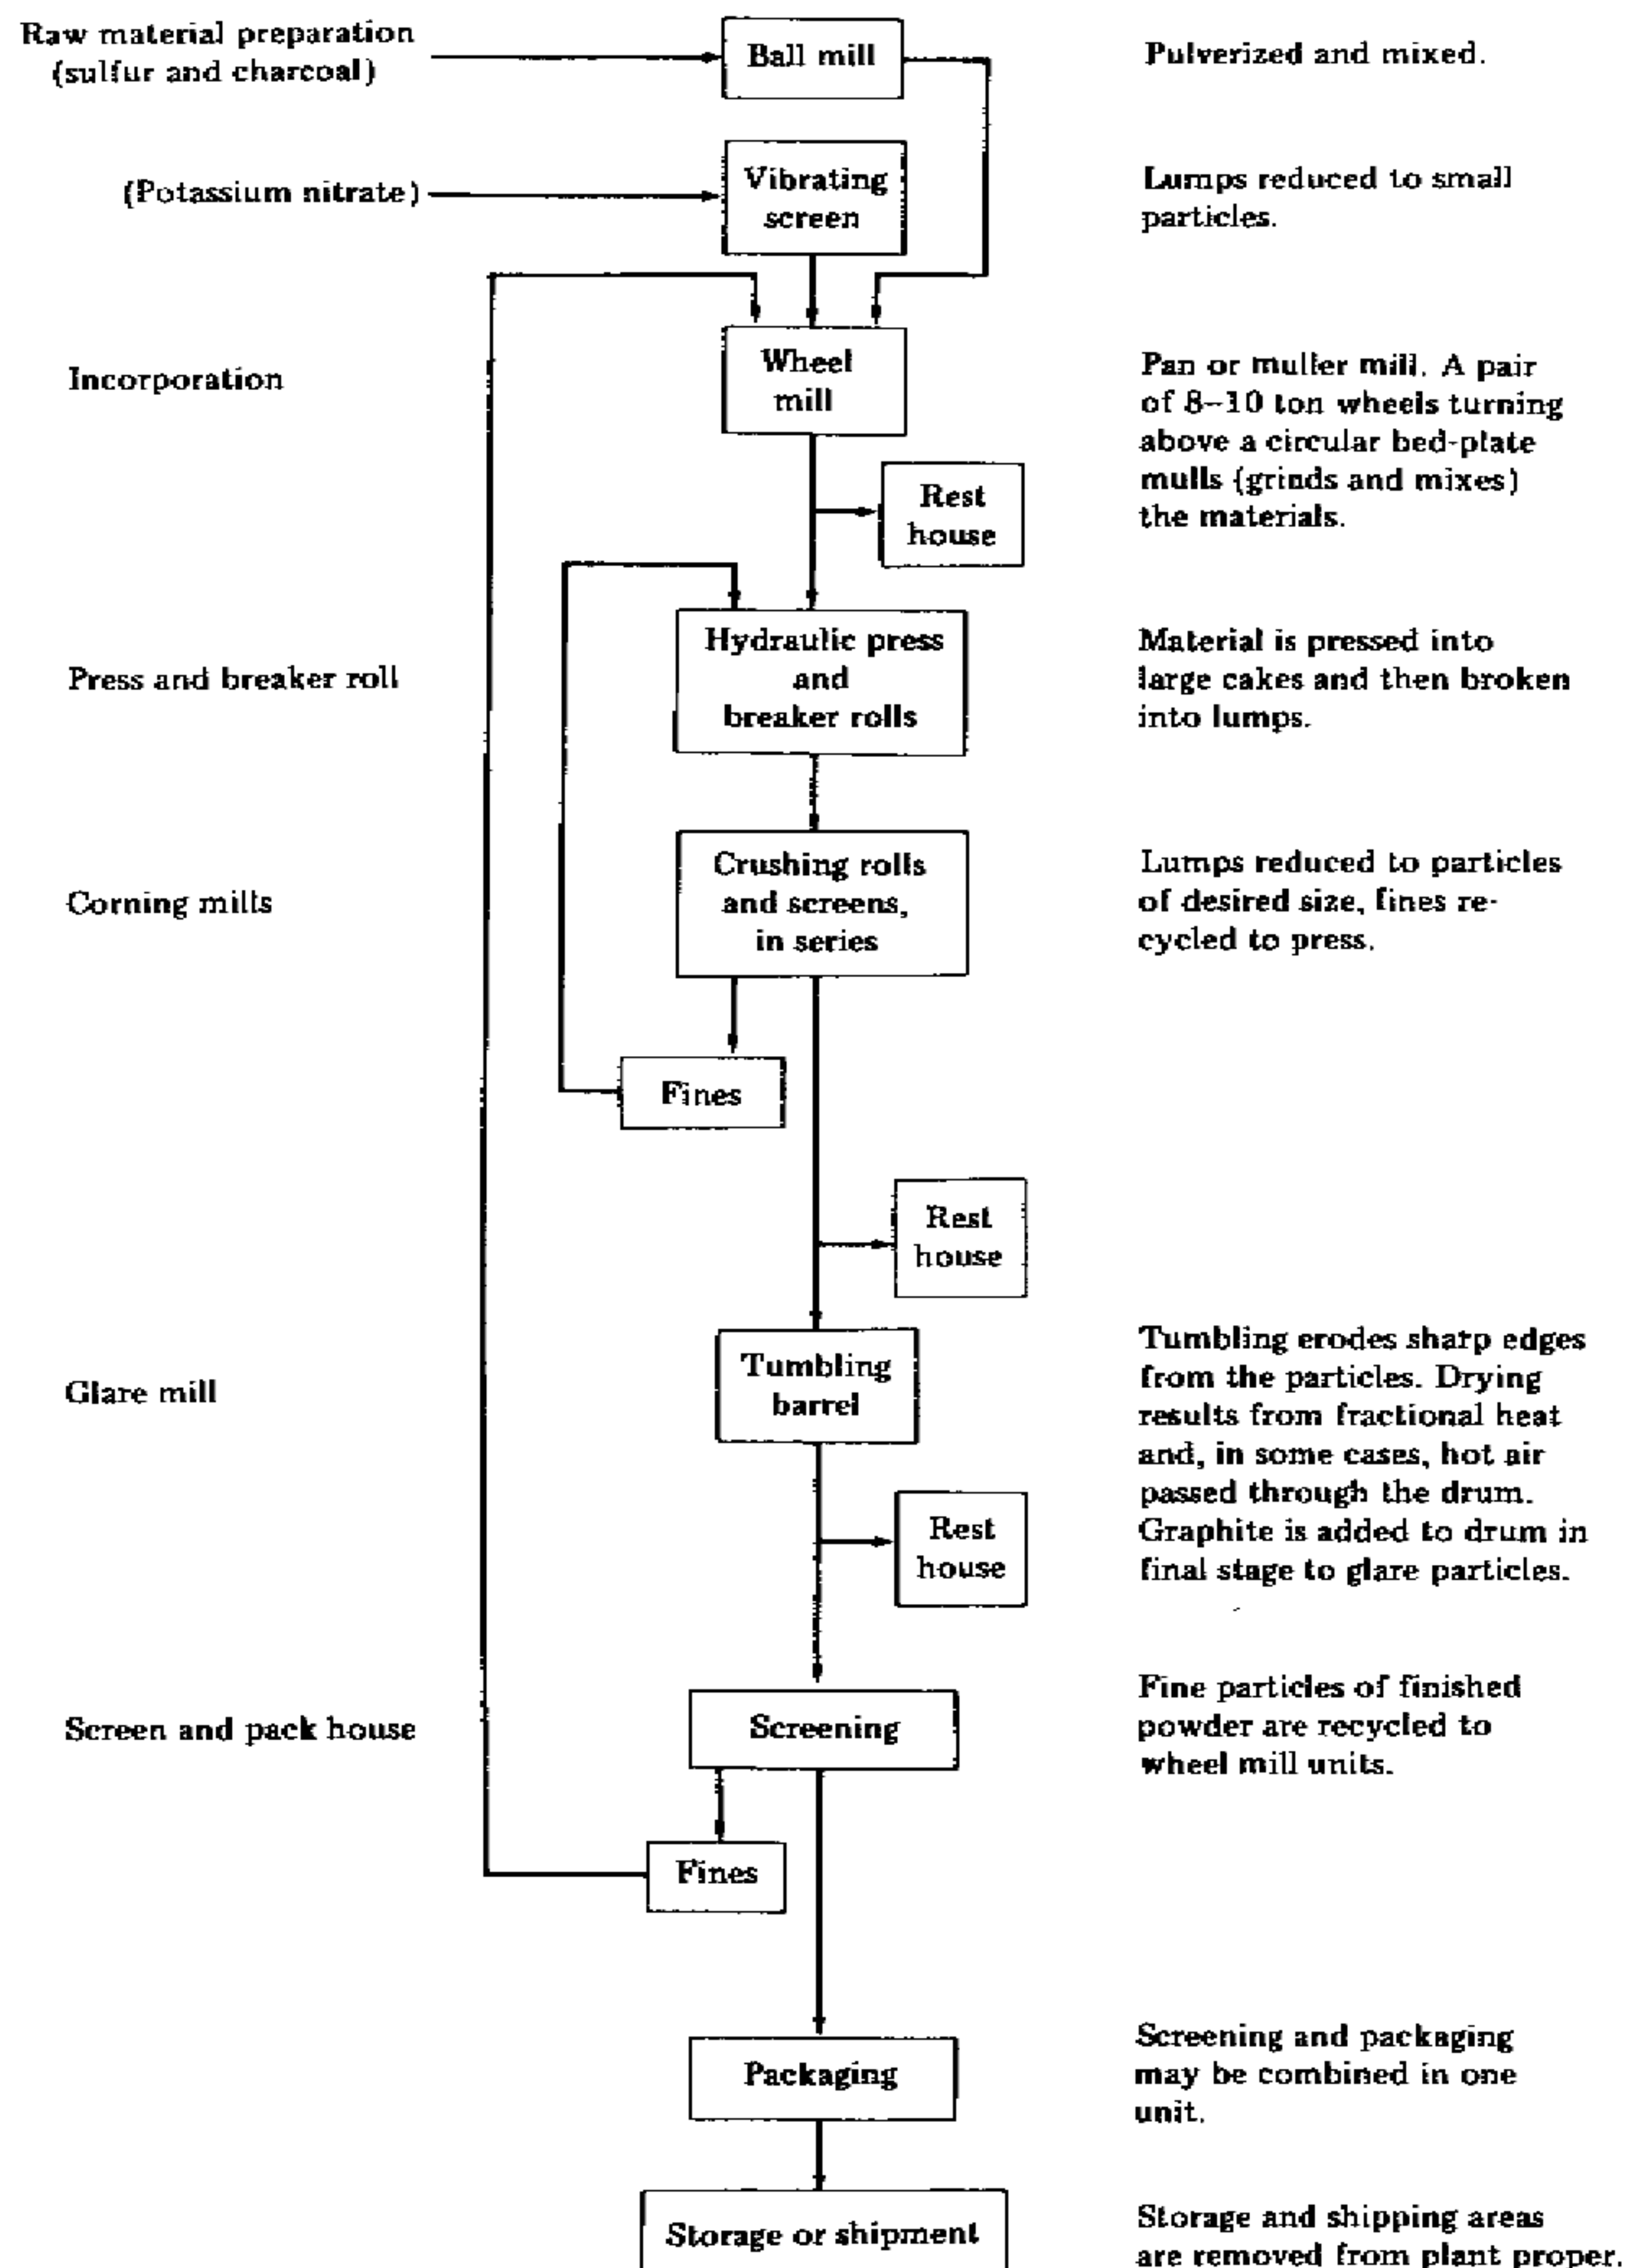 Raw material preparation
(sulfur and charcoal)
Ball mill
Pulverized and mixed.
(Potassium nitrate)
Vibrating
screen
Lumps reduced to small
particles.
Incorporation
Wheel
mill
Pan or muller mill. A pair
of 8–10 ton wheels turning
above a circular bed-plate
mulls (grinds and mixes)
the materials.
Rest
house
Press and breaker roll
Hydraulic press
and
breaker rolls
Material is pressed into
large cakes and then broken
into lumps.
Corning mills
Crushing rolls
and screens,
in series
Lumps reduced to particles
of desired size, fines re-
cycled to press.
Fines
Rest
house
Glare mill
Tumbling
barrel
Tumbling erodes sharp edges
from the particles. Drying
results from fractional heat
and, in some cases, hot air
passed through the drum.
Graphite is added to drum in
final stage to glare particles.
Rest
house
Screen and pack house
Screening
Fine particles of finished
powder are recycled to
wheel mill units.
Fines
Packaging
Screening and packaging
may be combined in one
unit.
Storage or shipment
Storage and shipping areas
are removed from plant proper.